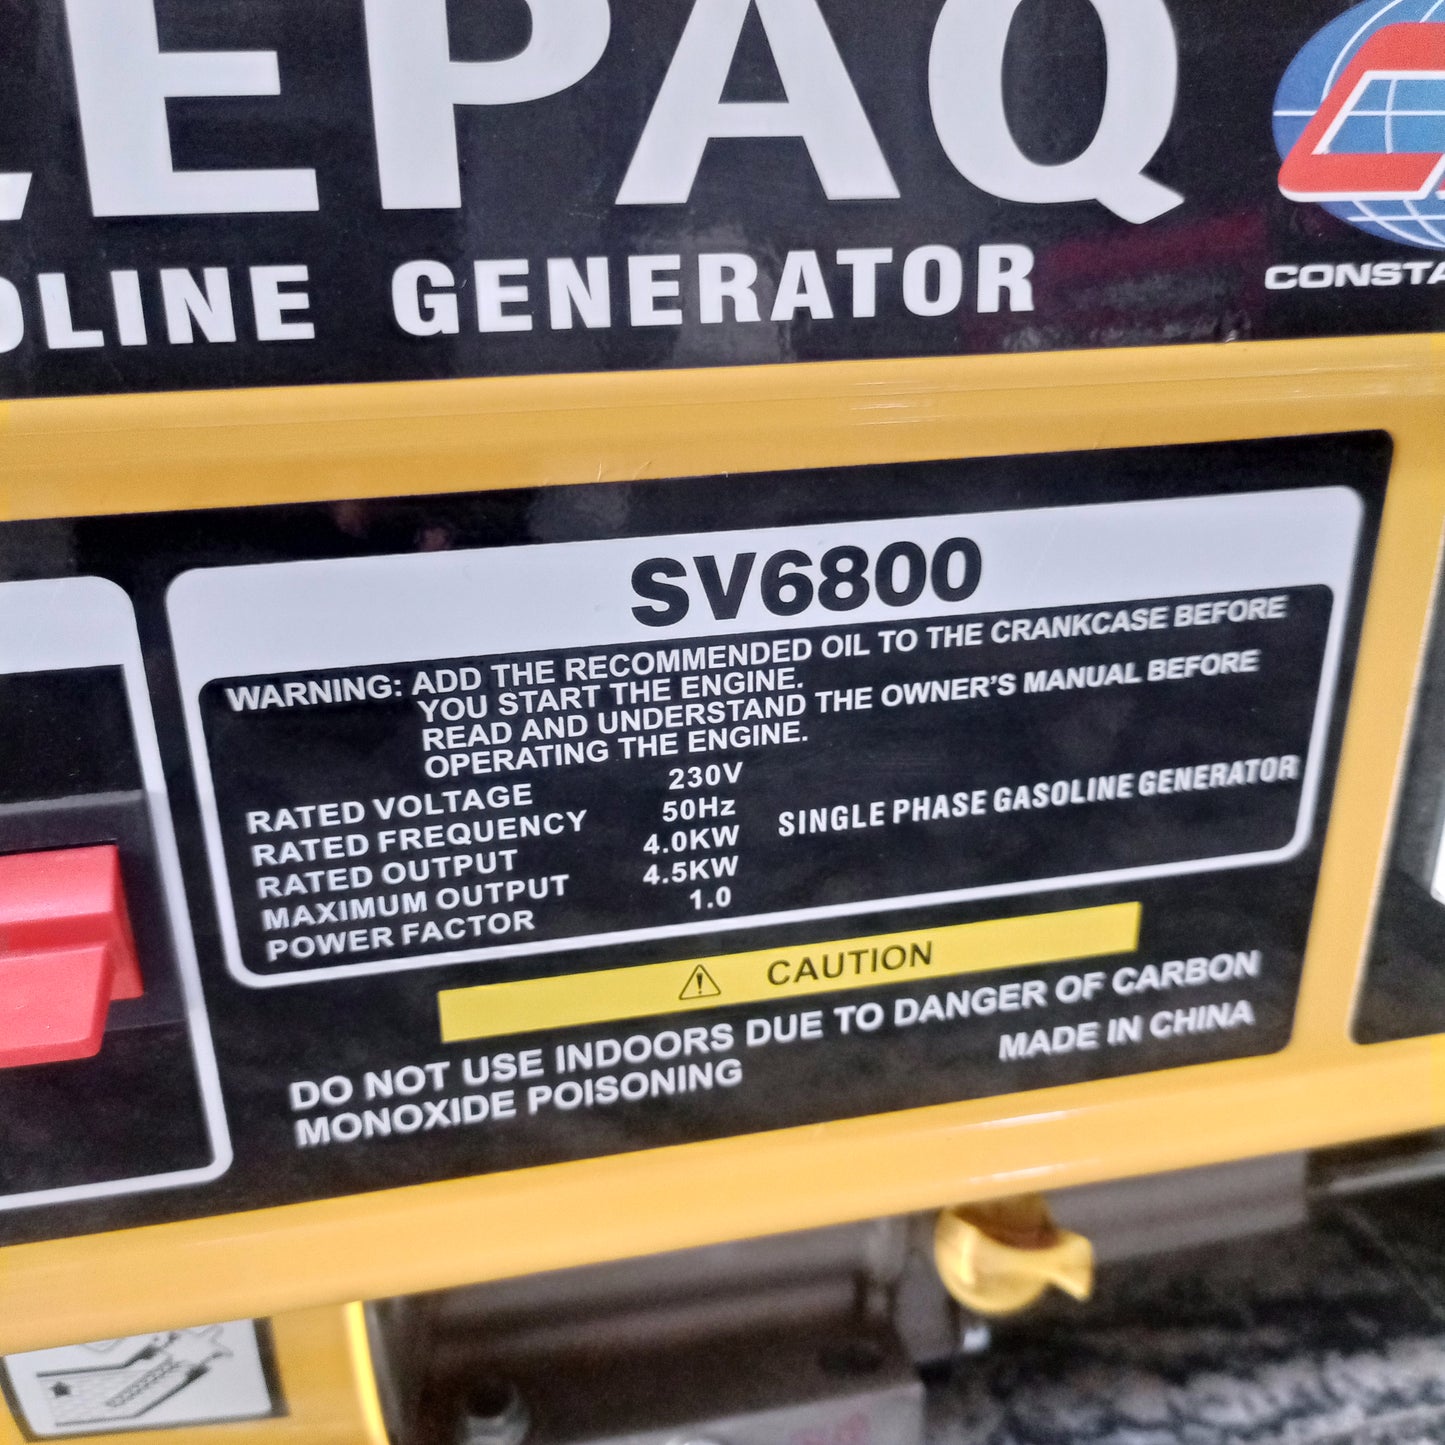 EPAQ
OLINE GENERATOR
CONSTA
SV6800
WARNING: ADD THE RECOMMENDED OIL TO THE CRANKCASE BEFORE
YOU START THE ENGINE.
READ AND UNDERSTAND THE OWNER'S MANUAL BEFORE
OPERATING THE ENGINE.
RATED VOLTAGE 230V
RATED FREQUENCY 50Hz
RATED OUTPUT 4.0KW
MAXIMUM OUTPUT 4.5KW
POWER FACTOR 1.0
SINGLE PHASE GASOLINE GENERATOR
CAUTION
DO NOT USE INDOORS DUE TO DANGER OF CARBON
MONOXIDE POISONING
MADE IN CHINA